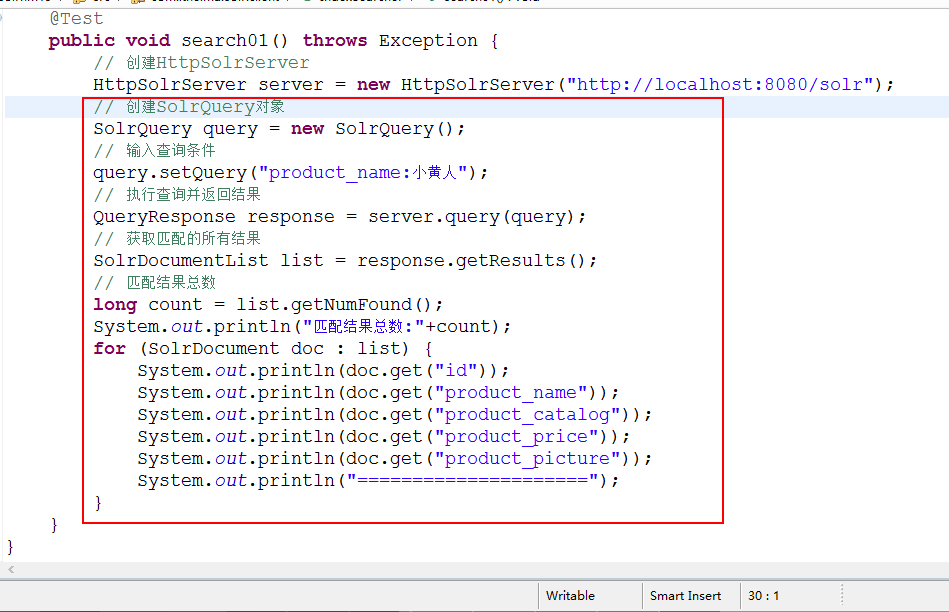 @Test
public void search01() throws Exception {
// 创建HttpSolrServer
HttpSolrServer server = new HttpSolrServer("http://localhost:8080/solr");
// 创建SolrQuery对象
SolrQuery query = new SolrQuery();
// 输入查询条件
query.setQuery("product_name:小黄人");
// 执行查询并返回结果
QueryResponse response = server.query(query);
// 获取匹配的所有结果
SolrDocumentList list = response.getResults();
// 匹配结果总数
long count = list.getNumFound();
System.out.println("匹配结果总数:"+count);
for (SolrDocument doc : list) {
System.out.println(doc.get("id"));
System.out.println(doc.get("product_name"));
System.out.println(doc.get("product_catalog"));
System.out.println(doc.get("product_price"));
System.out.println(doc.get("product_picture"));
System.out.println("=====================");
}
}
}
Writable Smart Insert 30 : 1